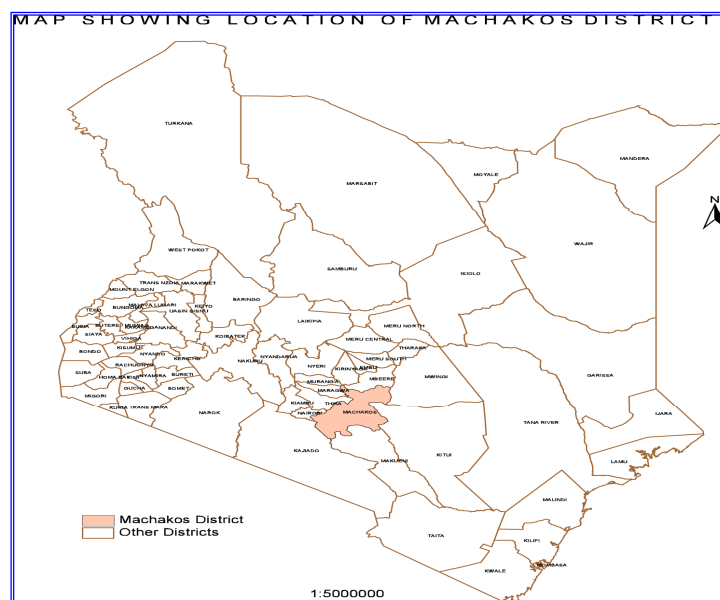 MAP SHOWING LOCATION OF MACHAKOS DISTRICT
TURKANA
MANDERA
MOYALE
MARSABIT
N
WAJIR
WEST POKOT
SAMBURU
ISIOLO
TRANS NZOIA
MARAKWET
MOUNT ELGON
BARINGO
KEIYO
BUNGOMA
LUGARI
TESO
UASIN GISHU
LAIKIPIA
MERU NORTH
BUSIA
NANDI
SIAYA
KOIBATEK
VIHIGA
MERU CENTRAL
KISUMU
THARAKA
BONDO
NYANDO
NYANDARUA
MERU SOUTH
KERICHO
NAKURU
RACHUONYO
NYERI
KIRINYAGA
EMBU
SUBA
HOMA BAY
NYAMIRA
BURETI
MURANGA
MBEERE
MWINGI
GARISSA
GUCHA
BOMET
MARAGWA
MIGORI
KIAMBU
THIKA
KURIA
TRANS MARA
NAROK
NAIROBI
MACHAKOS
IJARA
TANA RIVER
KAJIADO
KITUI
MAKUENI
LAMU
MALINDI
Machakos District
Other Districts
TAITA
KILIFI
MOMBASA
KWALE
1:5000000